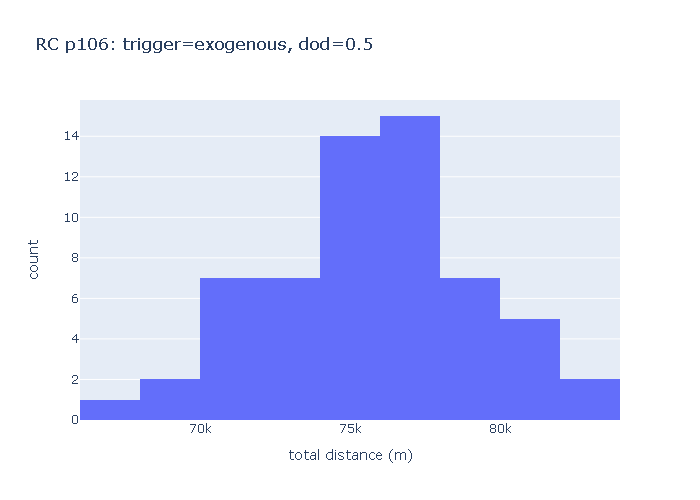 RC p106: trigger=exogenous, dod=0.5
14
12
10
8
6
4
2
0
count
70k
75k
80k
total distance (m)